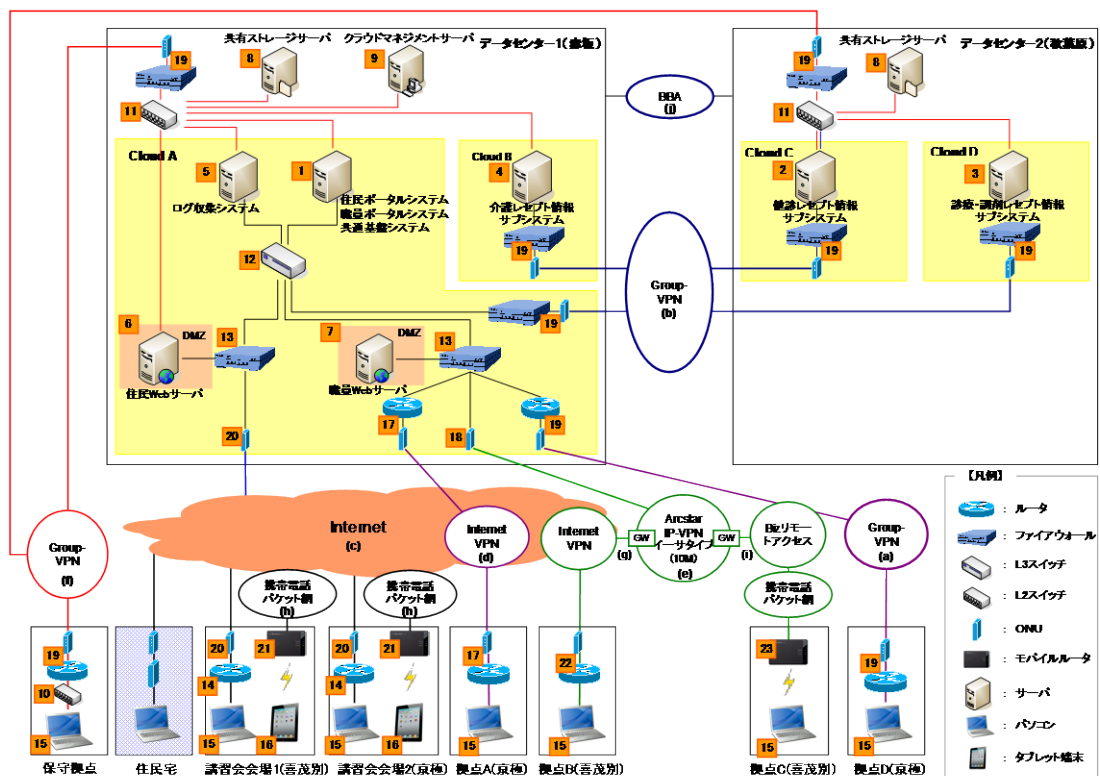 共有ストレージサーバ
クラウドマネジメントサーバ
データセンター1(赤坂)
共有ストレージサーバ
データセンター2(秋葉原)
19
8
9
19
8
11
BBA
(j)
11
Cloud A
Cloud B
Cloud C
Cloud D
5
1
4
2
3
ログ収集システム
住民ポータルシステム
職員ポータルシステム
共通基盤システム
介護レセプト情報
サブシステム
健診レセプト情報
サブシステム
診療・調剤レセプト情報
サブシステム
12
19
19
19
Group-
VPN
(b)
6
DMZ
13
7
DMZ
13
19
住民Webサーバ
職員Webサーバ
20
17
18
19
Internet
(c)
Internet
VPN
(d)
Internet
VPN
(g)
GW
Arcstar
IP-VPN
イーサタイプ
(10M)
(e)
GW
(i)
Bizリモー
トアクセス
Group-
VPN
(a)
Group-
VPN
(f)
携帯電話
パケット網
(h)
携帯電話
パケット網
(h)
携帯電話
パケット網
19
10
15
20
14
15
21
16
20
14
15
21
16
17
15
22
15
23
15
19
15
保守拠点
住民宅
講習会会場1(喜茂別)
講習会会場2(京極)
拠点A(京極)
拠点B(喜茂別)
拠点C(喜茂別)
拠点D(京極)
【凡例】
: ルータ
: ファイアウォール
: L3スイッチ
: L2スイッチ
: ONU
: モバイルルータ
: サーバ
: パソコン
: タブレット端末